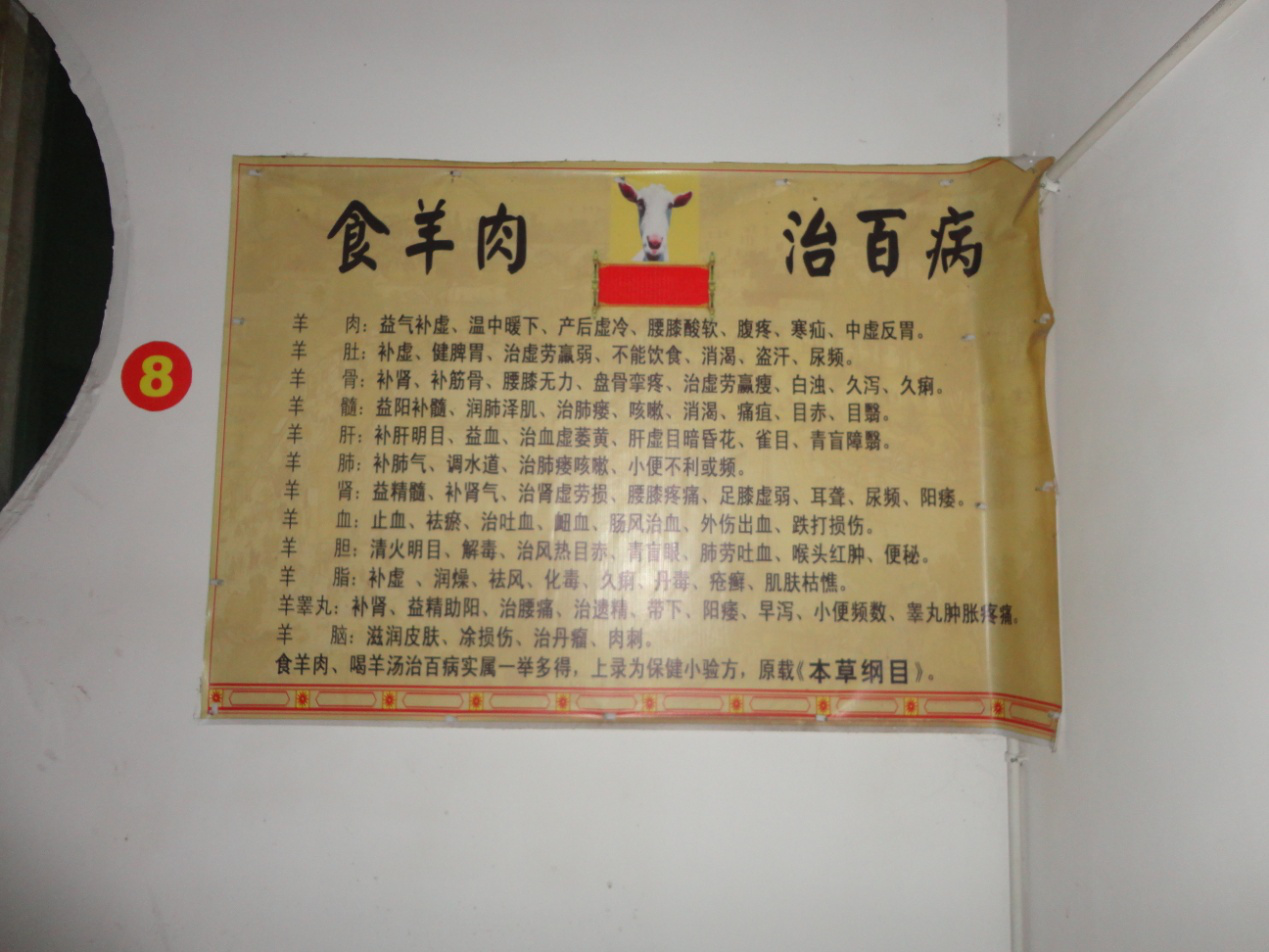 食羊肉 治百病
羊 肉：益气补虚、温中暖下、产后虚冷、腰膝酸软、腹疼、寒疝、中虚反胃。
羊 肚：补虚、健脾胃、治虚劳羸弱、不能饮食、消渴、盗汗、尿频。
8
羊 骨：补肾、补筋骨、腰膝无力、盘骨挛疼、治虚劳羸瘦、白浊、久泻、久痢。
羊 髓：益阳补髓、润肺泽肌、治肺痿、咳嗽、消渴、痛疽、目赤、目翳。
羊 肝：补肝明目、益血、治血虚萎黄、肝虚目暗昏花、雀目、青盲障翳。
羊 肺：补肺气、调水道、治肺痿咳嗽、小便不利或频。
羊 肾：益精髓、补肾气、治肾虚劳损、腰膝疼痛、足膝虚弱、耳聋、尿频、阳痿。
羊 血：止血、祛瘀、治吐血、衄血、肠风治血、外伤出血、跌打损伤。
羊 胆：清火明目、解毒、治风热目赤、青盲眼、肺劳吐血、喉头红肿、便秘。
羊 脂：补虚 、润燥、祛风、化毒、久痢、丹毒、疮癣、肌肤枯憔。
羊睾丸：补肾、益精助阳、治腰痛、治遗精、带下、阳痿、早泻、小便频数、睾丸肿胀疼痛。
羊 脑：滋润皮肤、凃损伤、治丹瘤、肉刺。
食羊肉、喝羊汤治百病实属一举多得，上录为保健小验方，原载《本草纲目》。